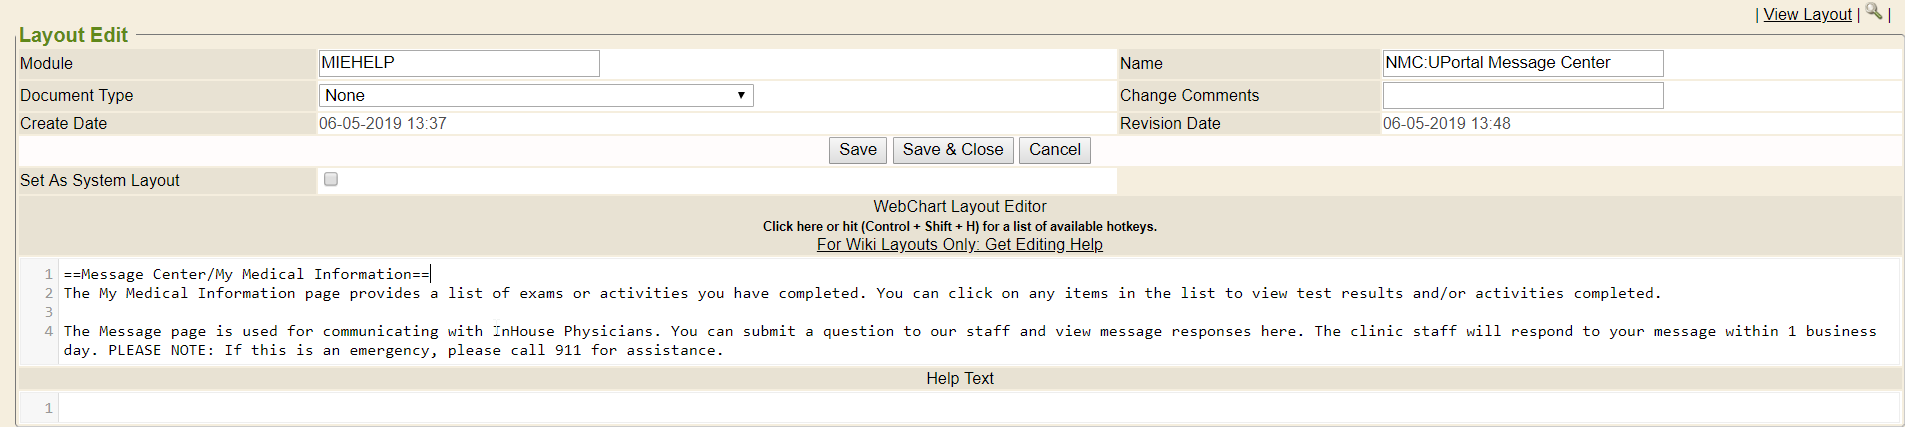 | View Layout | |
Layout Edit
Module MIEHELP Name NMC:UPortal Message Center
Document Type None Change Comments
Create Date 06-05-2019 13:37 Revision Date 06-05-2019 13:48
Save Save & Close Cancel
Set As System Layout
WebChart Layout Editor
Click here or hit (Control + Shift + H) for a list of available hotkeys.
For Wiki Layouts Only: Get Editing Help
1 ==Message Center/My Medical Information==
2 The My Medical Information page provides a list of exams or activities you have completed. You can click on any items in the list to view test results and/or activities completed.
3
4 The Message page is used for communicating with InHouse Physicians. You can submit a question to our staff and view message responses here. The clinic staff will respond to your message within 1 business
day. PLEASE NOTE: If this is an emergency, please call 911 for assistance.
Help Text
1